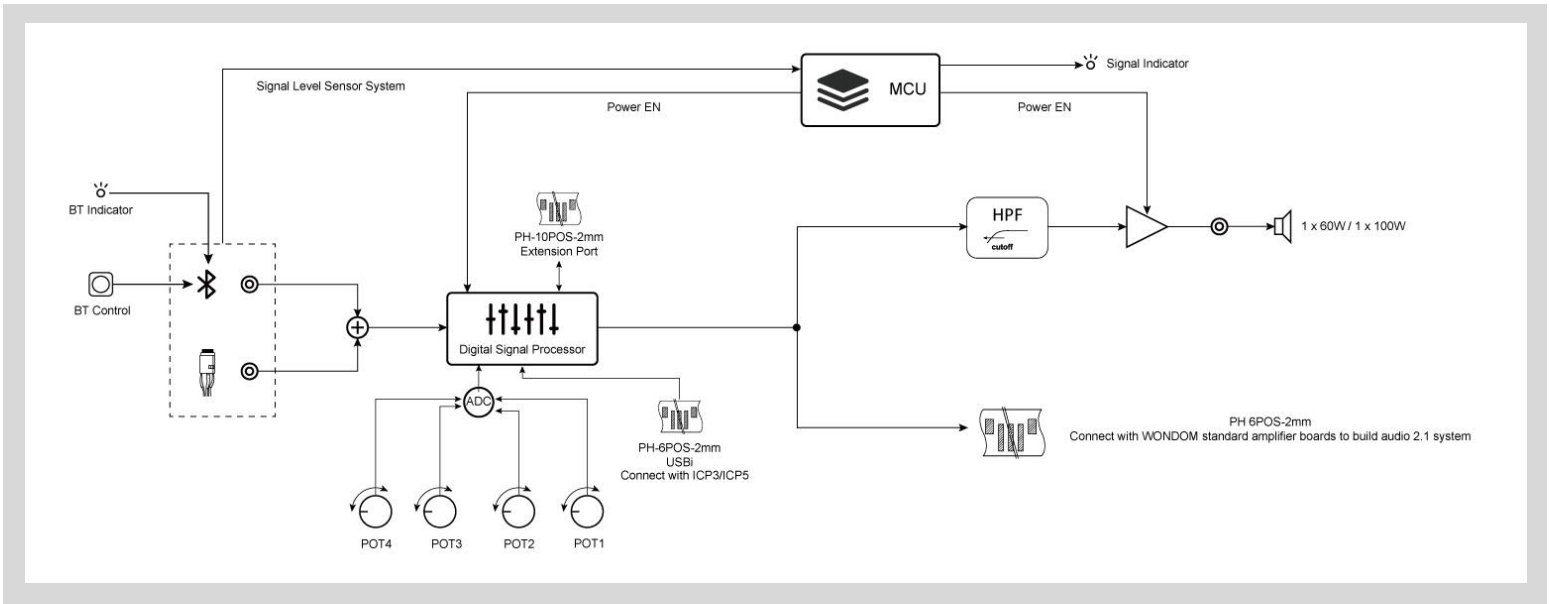 MCU
Signal Indicator
Signal Level Sensor System
Power EN
Power EN
BT Indicator
PH-10POS-2mm
Extension Port
HPF
cutoff
1 x 60W / 1 x 100W
BT Control
Digital Signal Processor
ADC
PH-6POS-2mm
USBi
Connect with ICP3/ICP5
PH 6POS-2mm
Connect with WONDOM standard amplifier boards to build audio 2.1 system
POT4
POT3
POT2
POT1